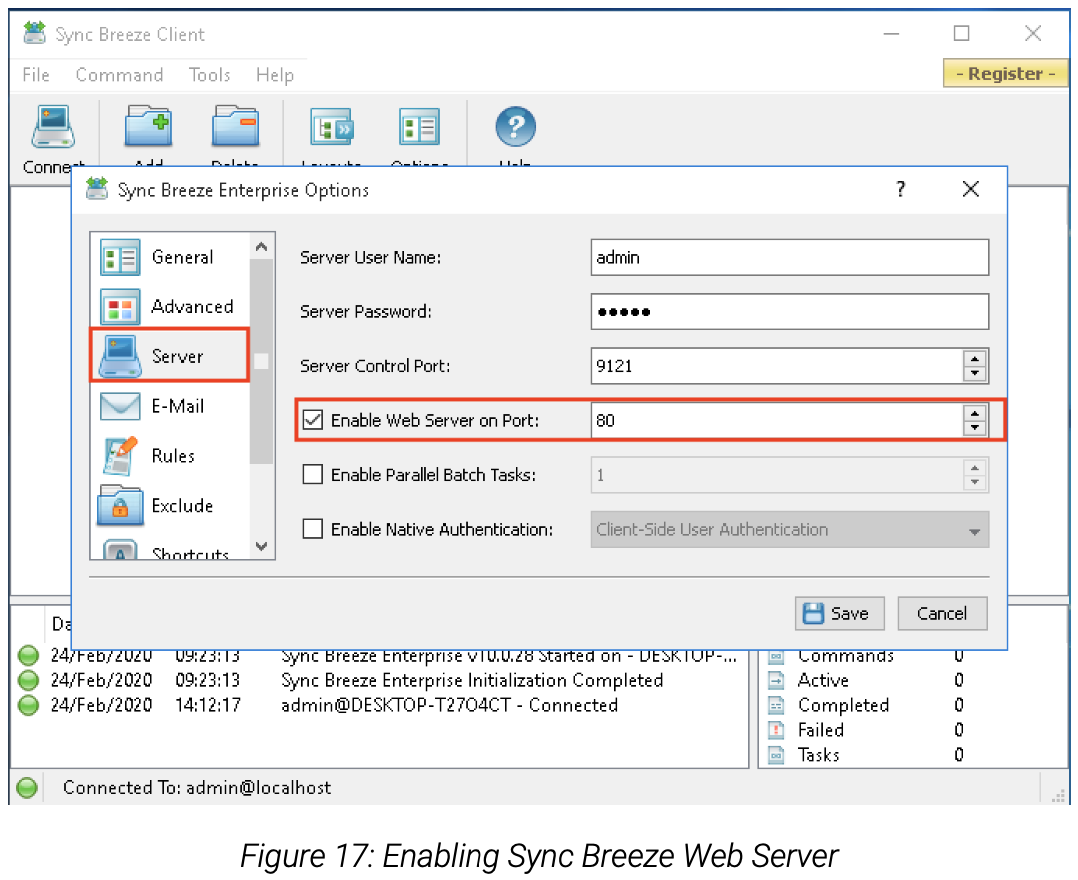 Sync Breeze Client
File Command Tools Help
- Register -
Connect Add Delete Layouts Options Help
Sync Breeze Enterprise Options ?
General
Advanced
Server
E-Mail
Rules
Exclude
Shortcuts
Server User Name: admin
Server Password: •••••
Server Control Port: 9121
Enable Web Server on Port: 80
Enable Parallel Batch Tasks: 1
Enable Native Authentication: Client-Side User Authentication
Save Cancel
Da
24/Feb/2020 09:23:13 Sync Breeze Enterprise v10.0.28 Started on - DESKTOP-...
24/Feb/2020 09:23:13 Sync Breeze Enterprise Initialization Completed
24/Feb/2020 14:12:17 admin@DESKTOP-T27O4CT - Connected
Commands 0
Active 0
Completed 0
Failed 0
Tasks 0
Connected To: admin@localhost
Figure 17: Enabling Sync Breeze Web Server